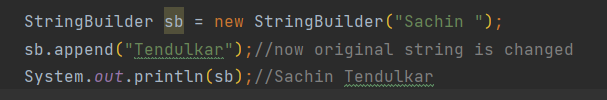 StringBuilder sb = new StringBuilder("Sachin ");
sb.append("Tendulkar");//now original string is changed
System.out.println(sb);//Sachin Tendulkar